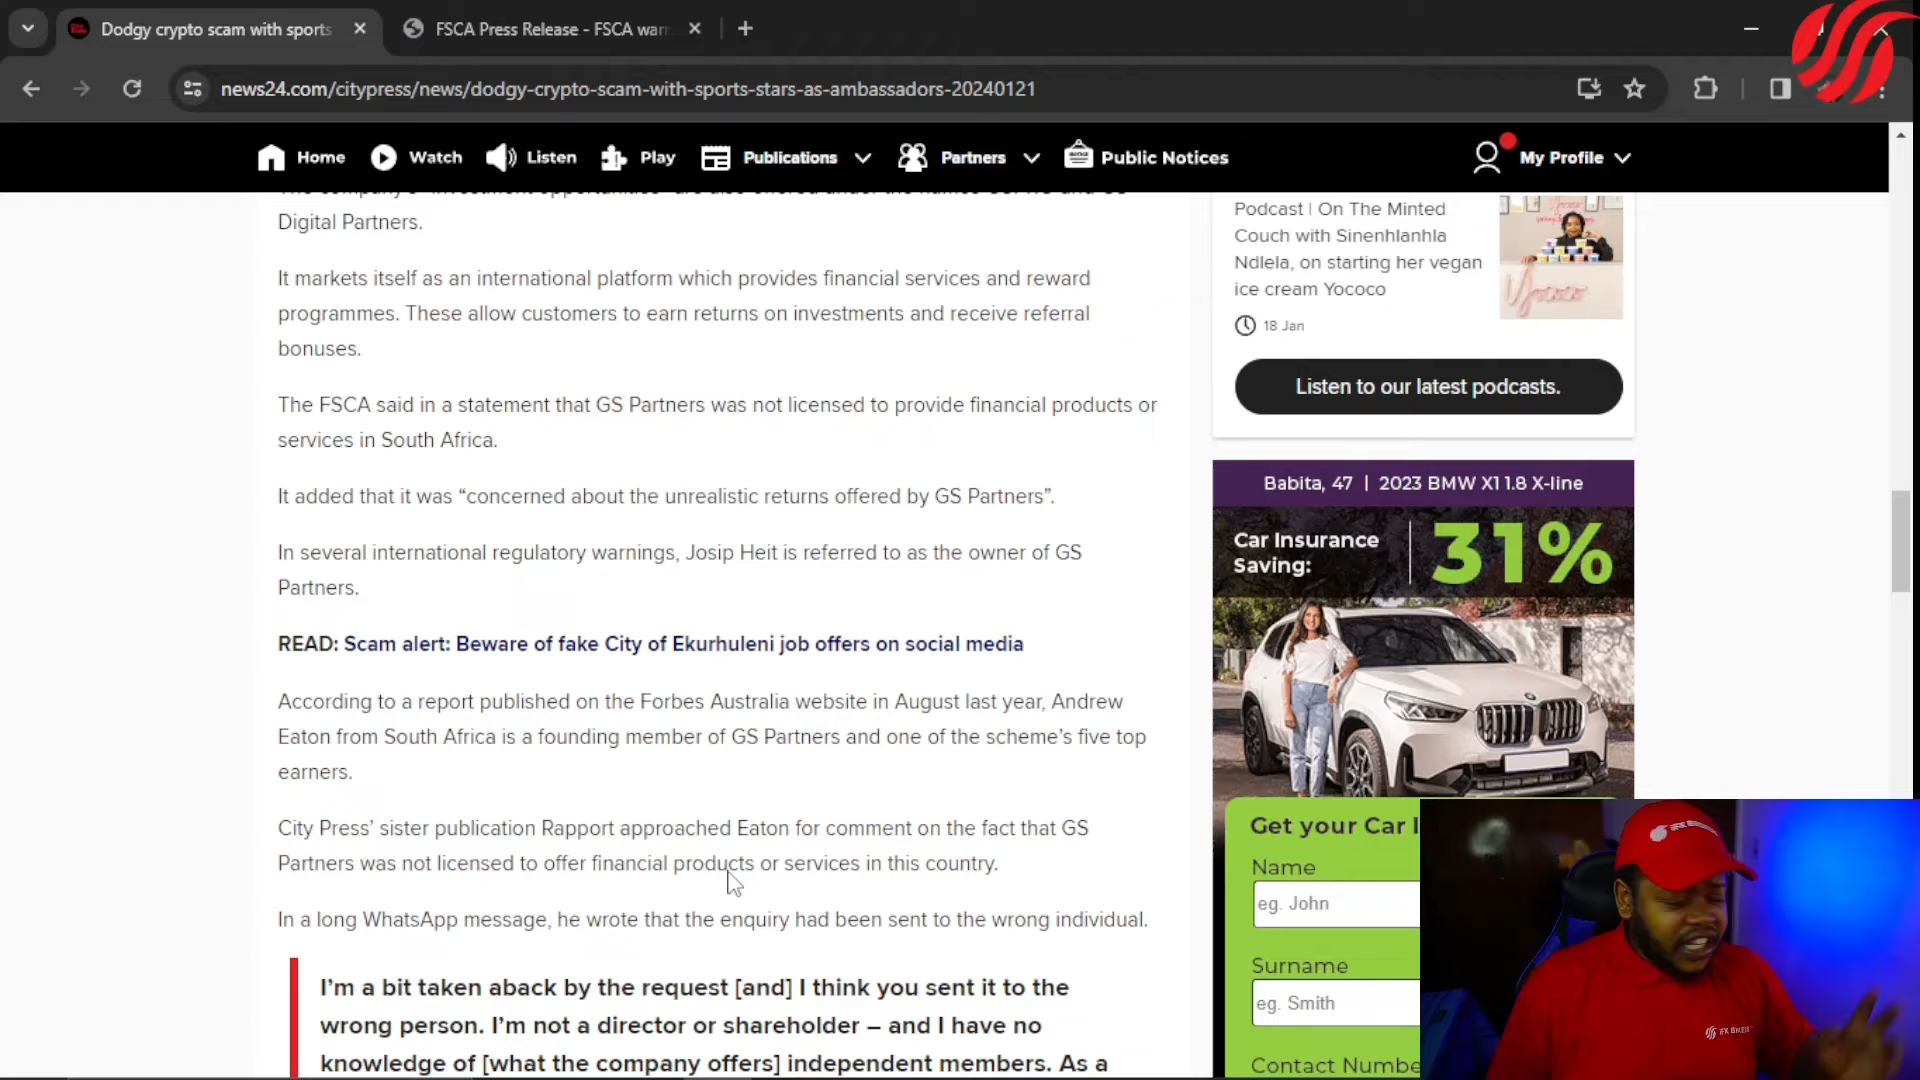 Dodgy crypto scam with sports
FSCA Press Release - FSCA warn
news24.com/citypress/news/dodgy-crypto-scam-with-sports-stars-as-ambassadors-20240121
Home
Watch
Listen
Play
Publications
Partners
Public Notices
My Profile
Digital Partners.
It markets itself as an international platform which provides financial services and reward
programmes. These allow customers to earn returns on investments and receive referral
bonuses.
The FSCA said in a statement that GS Partners was not licensed to provide financial products or
services in South Africa.
It added that it was “concerned about the unrealistic returns offered by GS Partners”.
In several international regulatory warnings, Josip Heit is referred to as the owner of GS
Partners.
READ: Scam alert: Beware of fake City of Ekurhuleni job offers on social media
According to a report published on the Forbes Australia website in August last year, Andrew
Eaton from South Africa is a founding member of GS Partners and one of the scheme’s five top
earners.
City Press’ sister publication Rapport approached Eaton for comment on the fact that GS
Partners was not licensed to offer financial products or services in this country.
In a long WhatsApp message, he wrote that the enquiry had been sent to the wrong individual.
I’m a bit taken aback by the request [and] I think you sent it to the
wrong person. I’m not a director or shareholder – and I have no
knowledge of [what the company offers] independent members. As a
Podcast | On The Minted
Couch with Sinenhlanhla
Ndlela, on starting her vegan
ice cream Yococo
18 Jan
Yococo
Listen to our latest podcasts.
Babita, 47 | 2023 BMW X1 1.8 X-line
Car Insurance
Saving:
31%
Get your Car I
Name
eg. John
Surname
eg. Smith
Contact Numbe